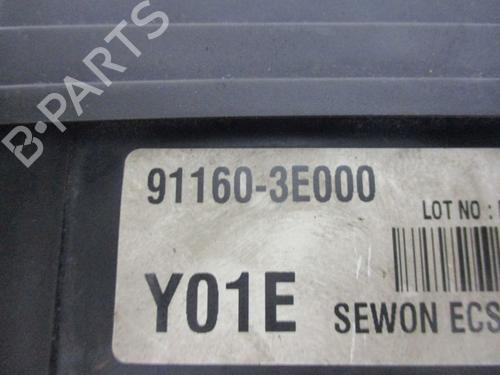 B-PARTS
91160-3E000
LOT NO :
Y01E
SEWON ECS